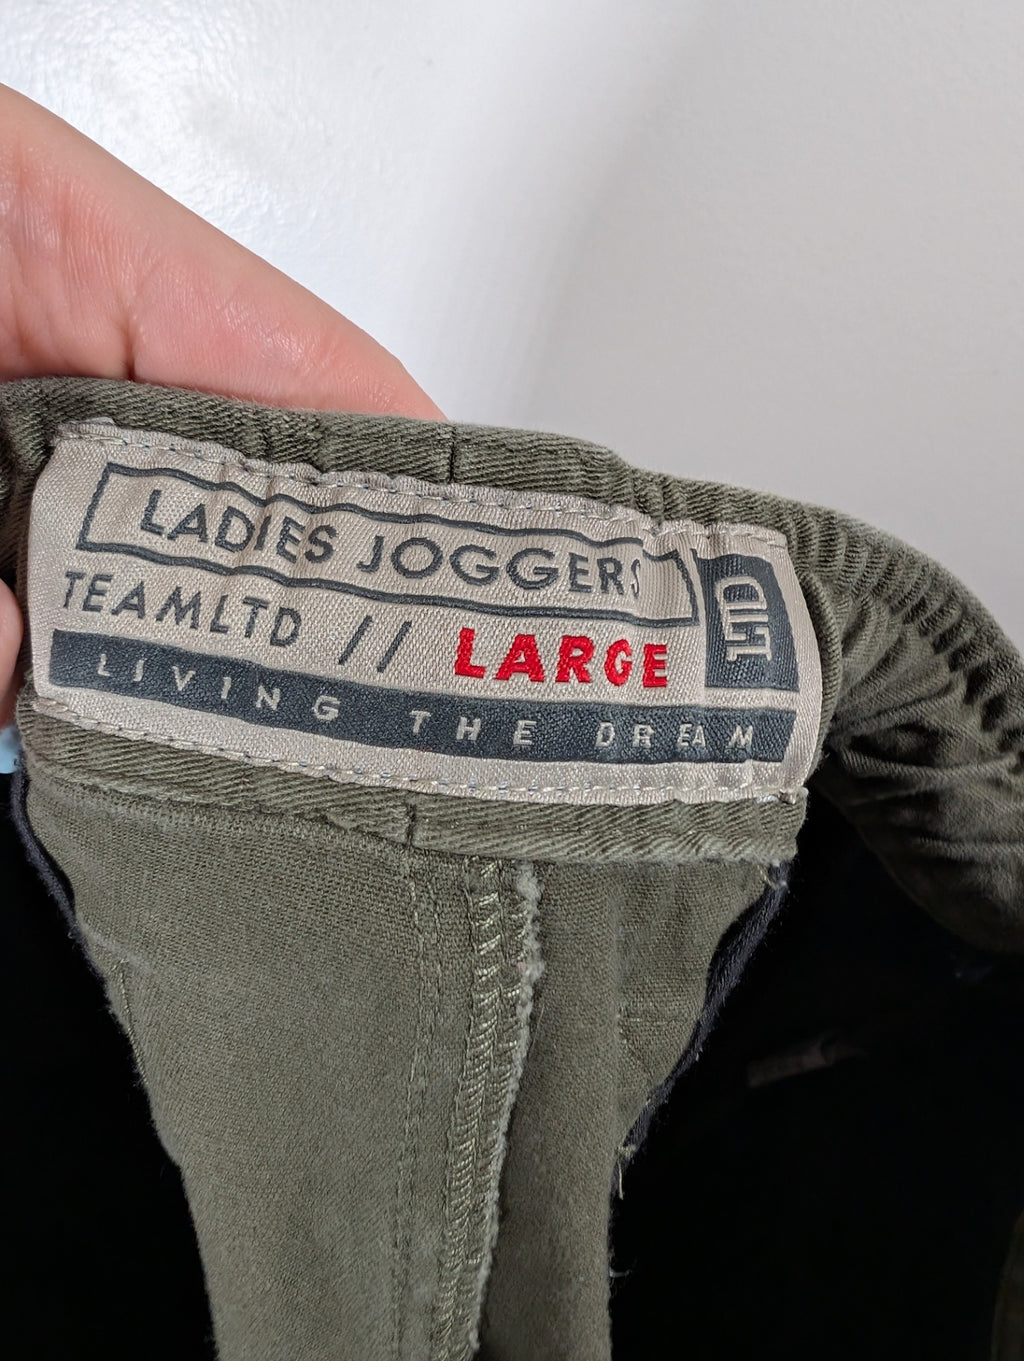 LADIES JOGGERS
TEAMLTD // LARGE
LTD
LIVING THE DREAM